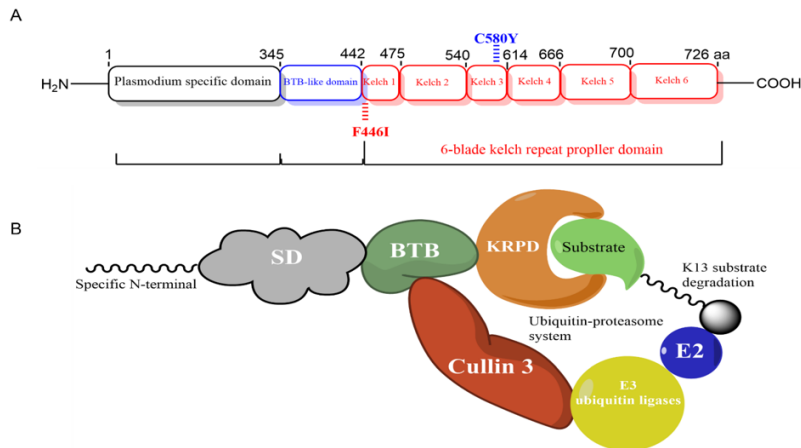 A
C580Y
1 345 442 475 540 614 666 700 726 aa
H₂N Plasmodium specific domain BTB-like domain Kelch 1 Kelch 2 Kelch 3 Kelch 4 Kelch 5 Kelch 6 COOH
F446I
6-blade kelch repeat propller domain
B
SD
BTB
KRPD
Substrate
Specific N-terminal
K13 substrate
degradation
Ubiquitin-proteasome
system
E2
Cullin 3
E3
ubiquitin ligases